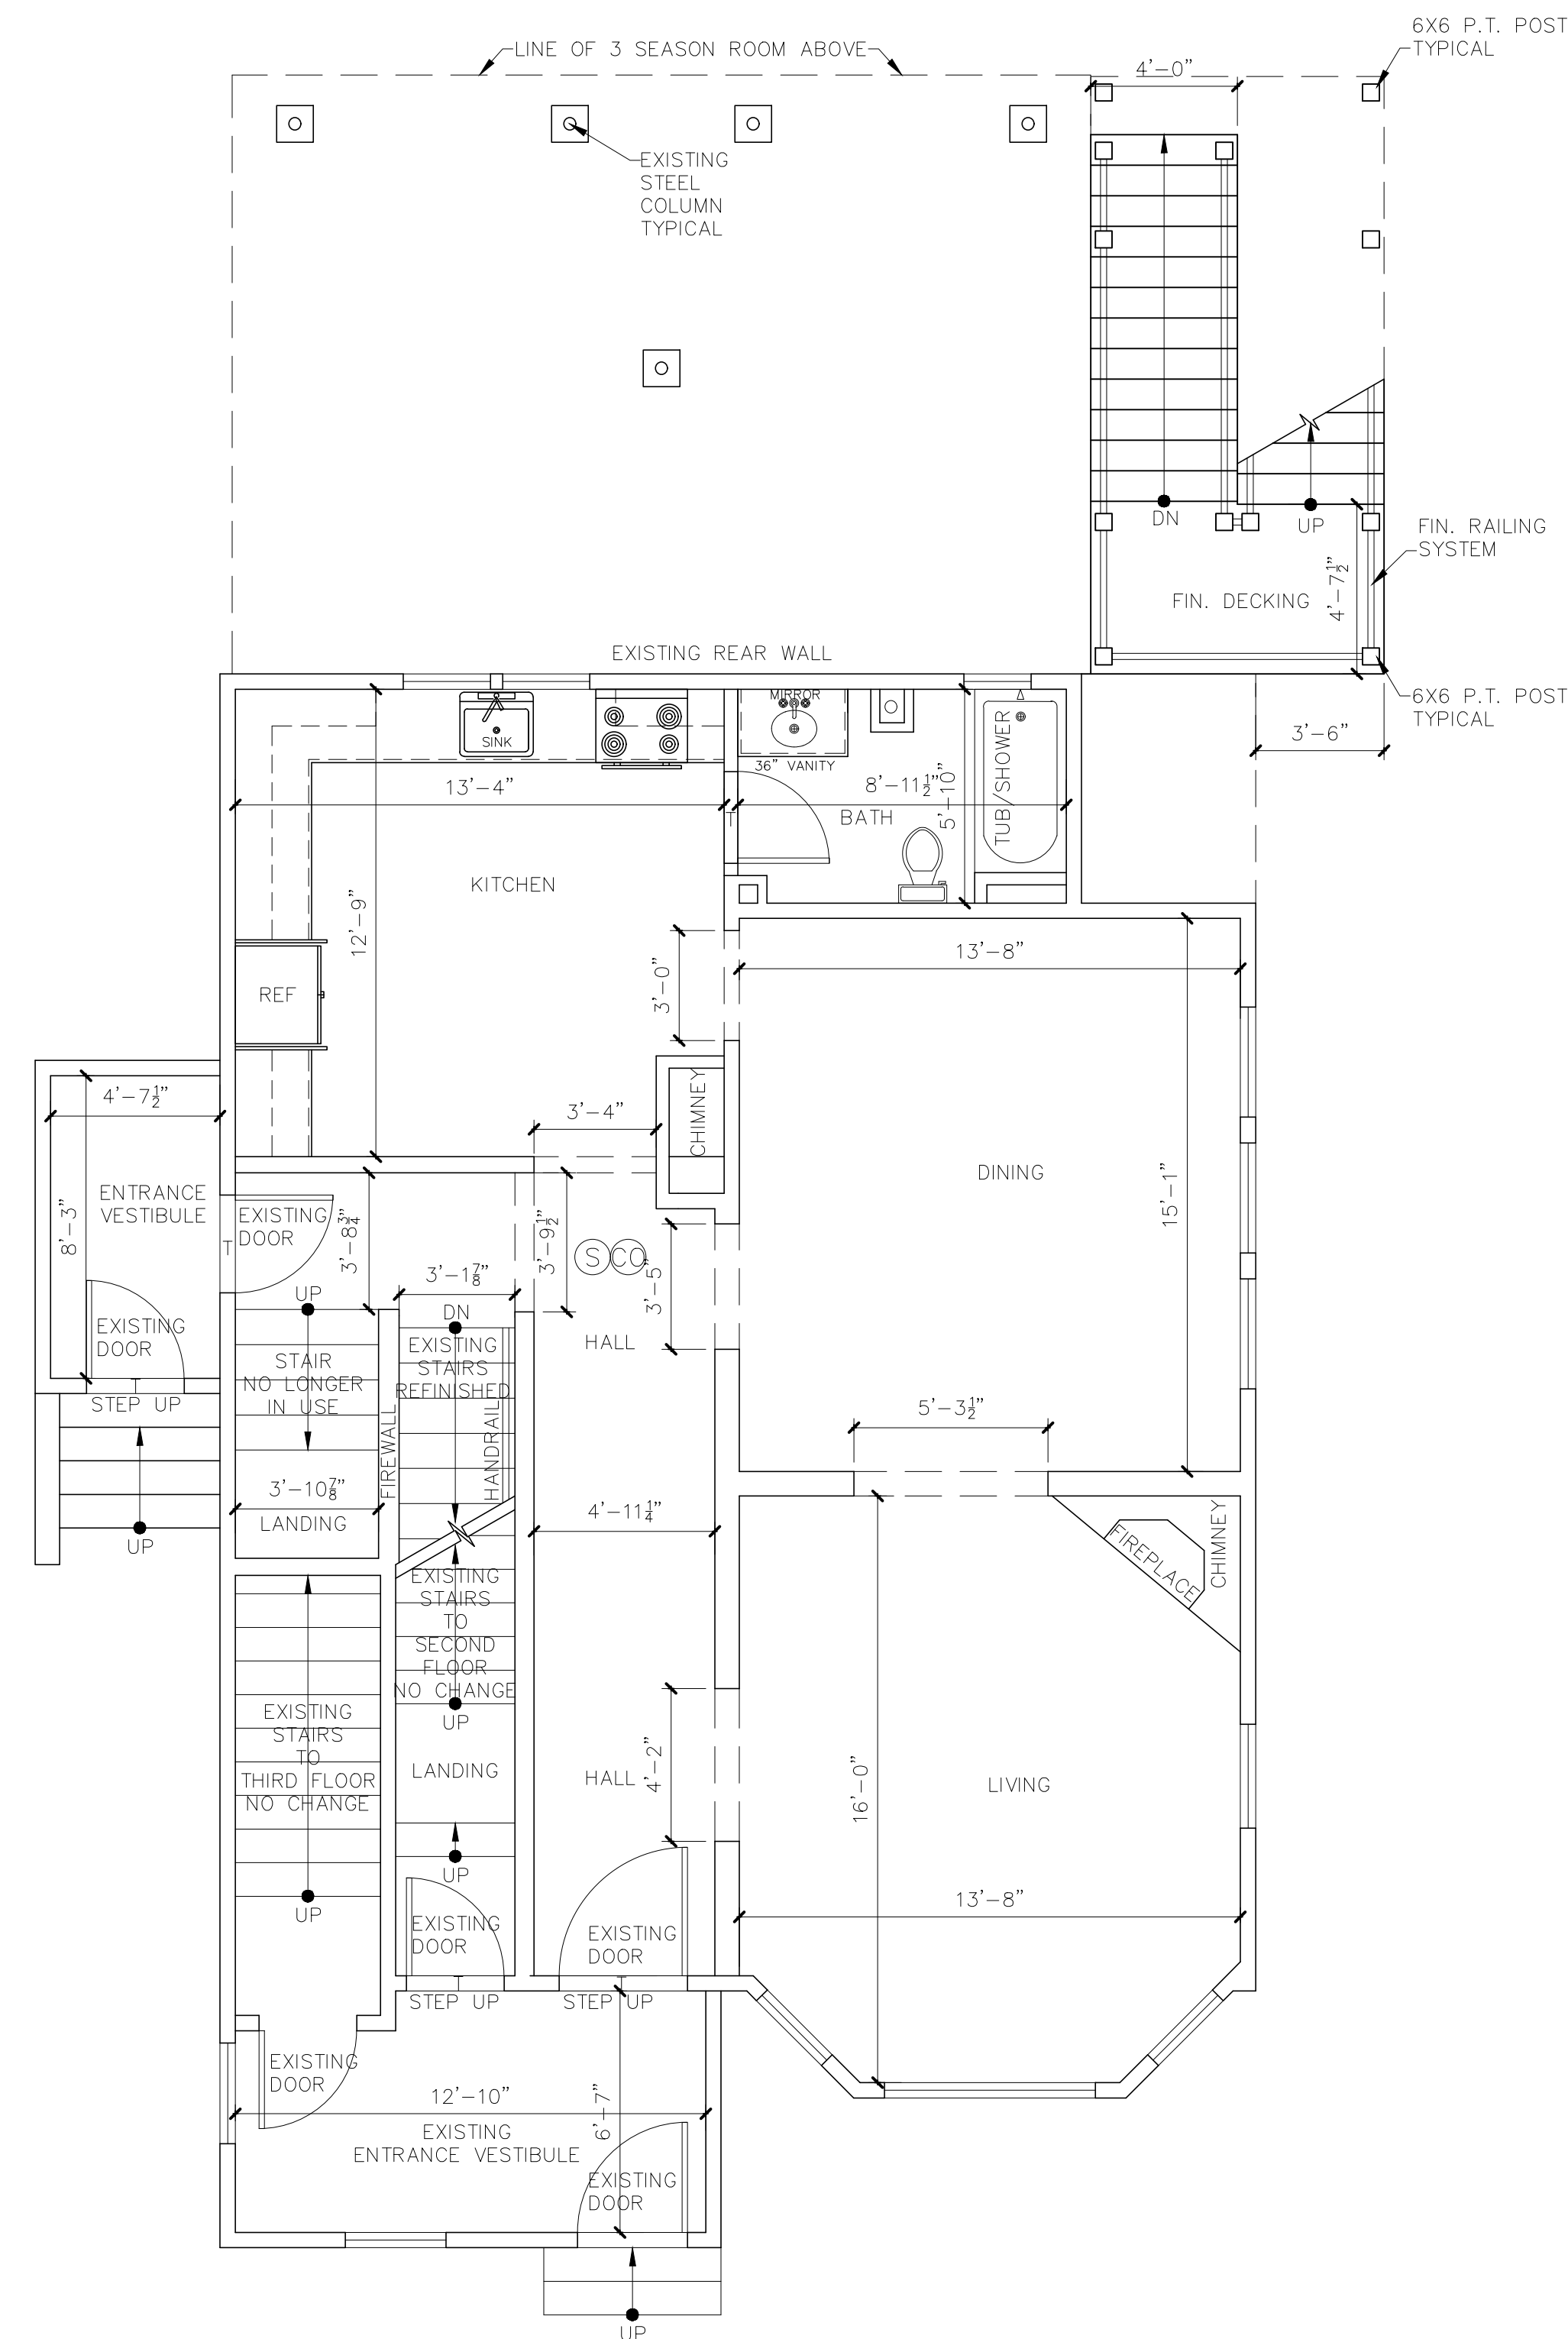 6X6 P.T. POST
TYPICAL
LINE OF 3 SEASON ROOM ABOVE
4'-0"
EXISTING
STEEL
COLUMN
TYPICAL
DN
UP
FIN. RAILING
SYSTEM
FIN. DECKING
4'-7½"
EXISTING REAR WALL
6X6 P.T. POST
TYPICAL
3'-6"
MIRROR
SINK
36" VANITY
TUB/SHOWER
13'-4"
8'-11½"
5'-10"
BATH
T
KITCHEN
12'-9"
REF
3'-0"
13'-8"
4'-7½"
3'-4"
CHIMNEY
DINING
15'-1"
ENTRANCE
VESTIBULE
8'-3"
EXISTING
DOOR
T
3'-8¾"
3'-9½"
S
CO
3'-5"
3'-1⅞"
UP
DN
HALL
EXISTING
DOOR
STAIR
NO LONGER
IN USE
EXISTING
STAIRS
REFINISHED
STEP UP
FIREWALL
HANDRAIL
5'-3½"
3'-10⅞"
LANDING
4'-11¼"
UP
CHIMNEY
FIREPLACE
EXISTING
STAIRS
TO
SECOND
FLOOR
NO CHANGE
UP
EXISTING
STAIRS
TO
THIRD FLOOR
NO CHANGE
LANDING
HALL
4'-2"
16'-0"
LIVING
UP
UP
13'-8"
EXISTING
DOOR
EXISTING
DOOR
STEP UP
STEP UP
EXISTING
DOOR
12'-10"
6'-7"
EXISTING
ENTRANCE VESTIBULE
EXISTING
DOOR
UP